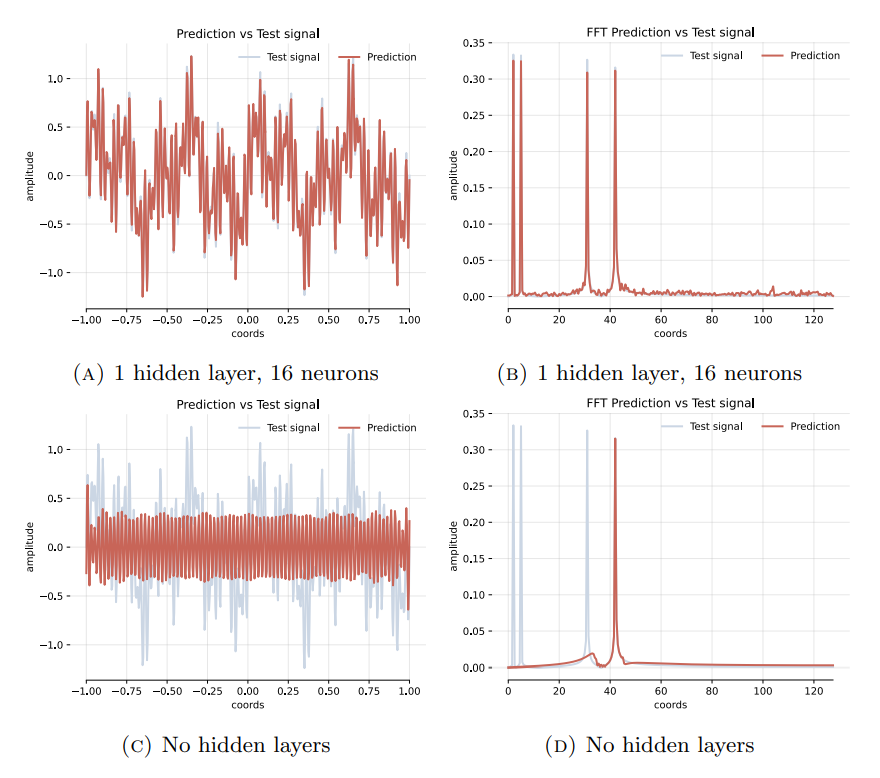 Prediction vs Test signal
Test signal Prediction
amplitude
1.0
0.5
0.0
−0.5
−1.0
−1.00 −0.75 −0.50 −0.25 0.00 0.25 0.50 0.75 1.00
coords
FFT Prediction vs Test signal
Test signal Prediction
amplitude
0.35
0.30
0.25
0.20
0.15
0.10
0.05
0.00
0 20 40 60 80 100 120
coords
(A) 1 hidden layer, 16 neurons
(B) 1 hidden layer, 16 neurons
Prediction vs Test signal
Test signal Prediction
amplitude
1.0
0.5
0.0
−0.5
−1.0
−1.00 −0.75 −0.50 −0.25 0.00 0.25 0.50 0.75 1.00
coords
FFT Prediction vs Test signal
Test signal Prediction
amplitude
0.35
0.30
0.25
0.20
0.15
0.10
0.05
0.00
0 20 40 60 80 100 120
coords
(C) No hidden layers
(D) No hidden layers